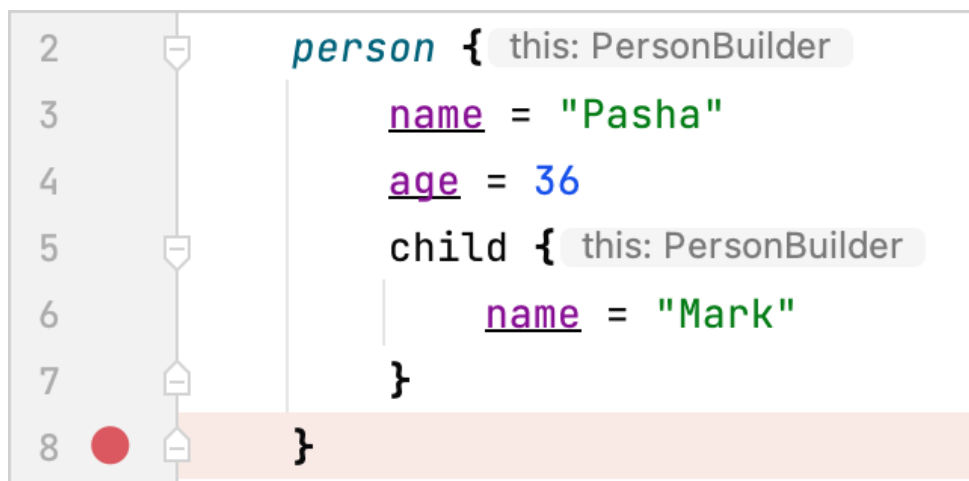 2 person { this: PersonBuilder
3 name = "Pasha"
4 age = 36
5 child { this: PersonBuilder
6 name = "Mark"
7 }
8 }